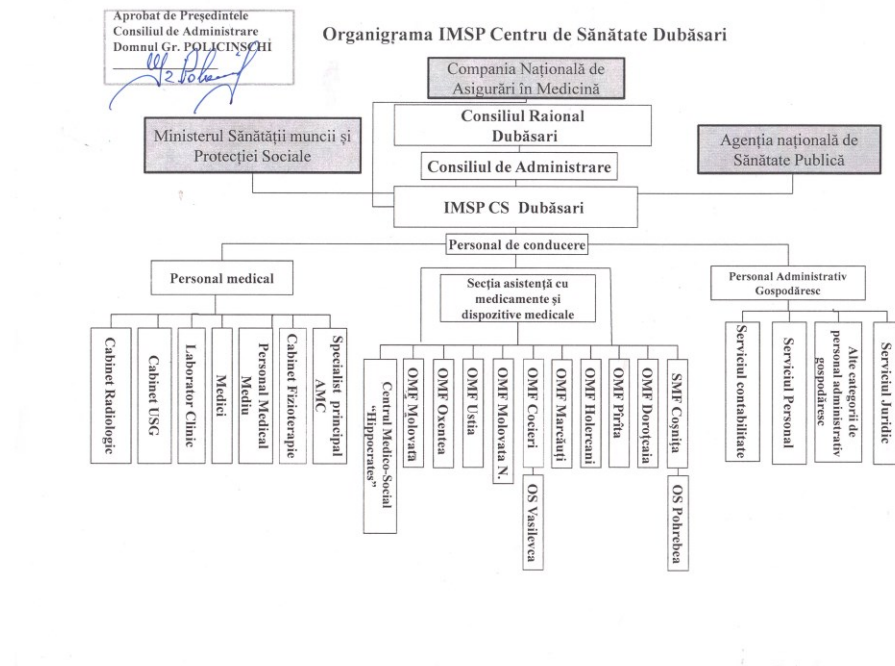 Aprobat de Președintele
Consiliul de Administrare
Domnul Gr. POLICINSCHI
Organigrama IMSP Centru de Sănătate Dubăsari
Compania Națională de
Asigurări în Medicină
Consiliul Raional
Dubăsari
Ministerul Sănătății muncii și
Protecției Sociale
Agenția națională de
Sănătate Publică
Consiliul de Administrare
IMSP CS Dubăsari
Personal de conducere
Personal medical
Secția asistență cu
medicamente și
dispozitive medicale
Personal Administrativ
Gospodăresc
Cabinet Radiologic
Cabinet USG
Laborator Clinic
Medici
Personal Medical
Mediu
Cabinet Fizioterapie
Specialist principal
AMC
Centrul Medico-Social
“Hippocrates”
OMF Molovată
OMF Oxentea
OMF Ustia
OMF Molovata N.
OMF Cocieri
OMF Marcăuți
OMF Holercani
OMF Pîrîta
OMF Doroțcaia
SMF Coșnița
OS Vasilevca
OS Pohrebea
Serviciul contabilitate
Serviciul Personal
Alte categorii de
personal administrativ
gospodăresc
Serviciul Juridic